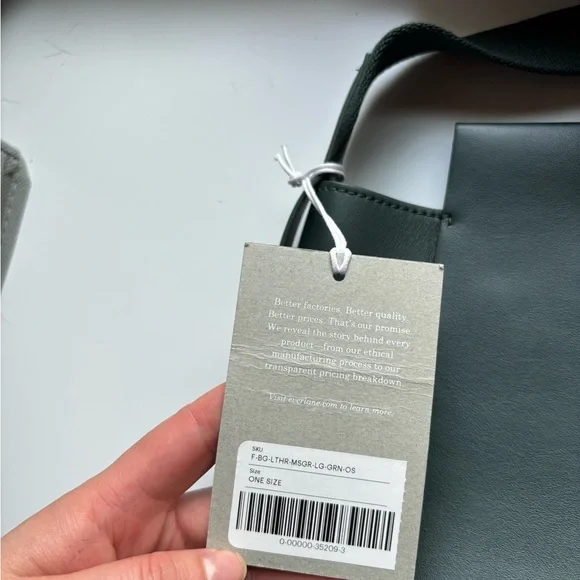 Better factories. Better quality.
Better prices. That's our promise.
We reveal the story behind every
product—from our ethical
manufacturing process to our
transparent pricing breakdown.
Visit everlane.com to learn more.
SKU
F-BG-LTHR-MSGR-LG-GRN-OS
Size
ONE SIZE
0-00000-35209-3